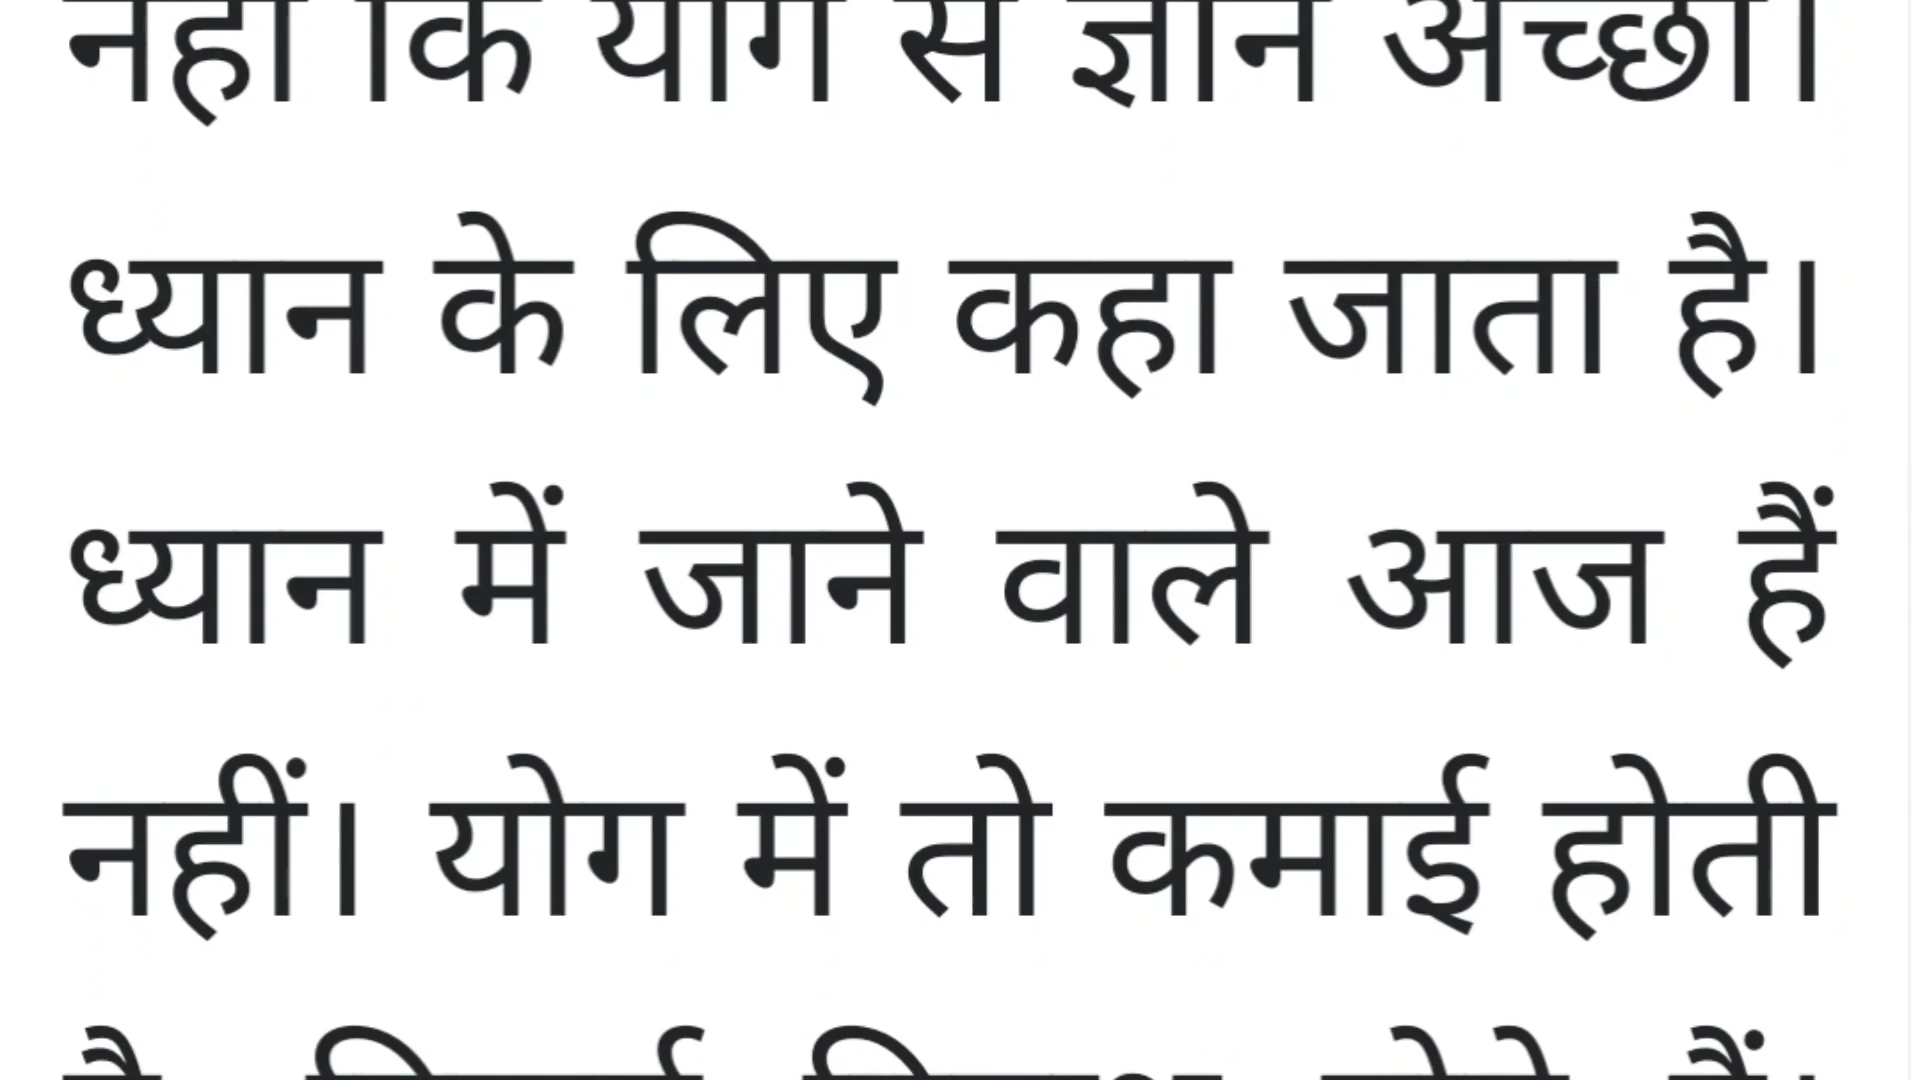 नहीं कि योग से ज्ञान अच्छा।
ध्यान के लिए कहा जाता है।
ध्यान में जाने वाले आज हैं
नहीं। योग में तो कमाई होती